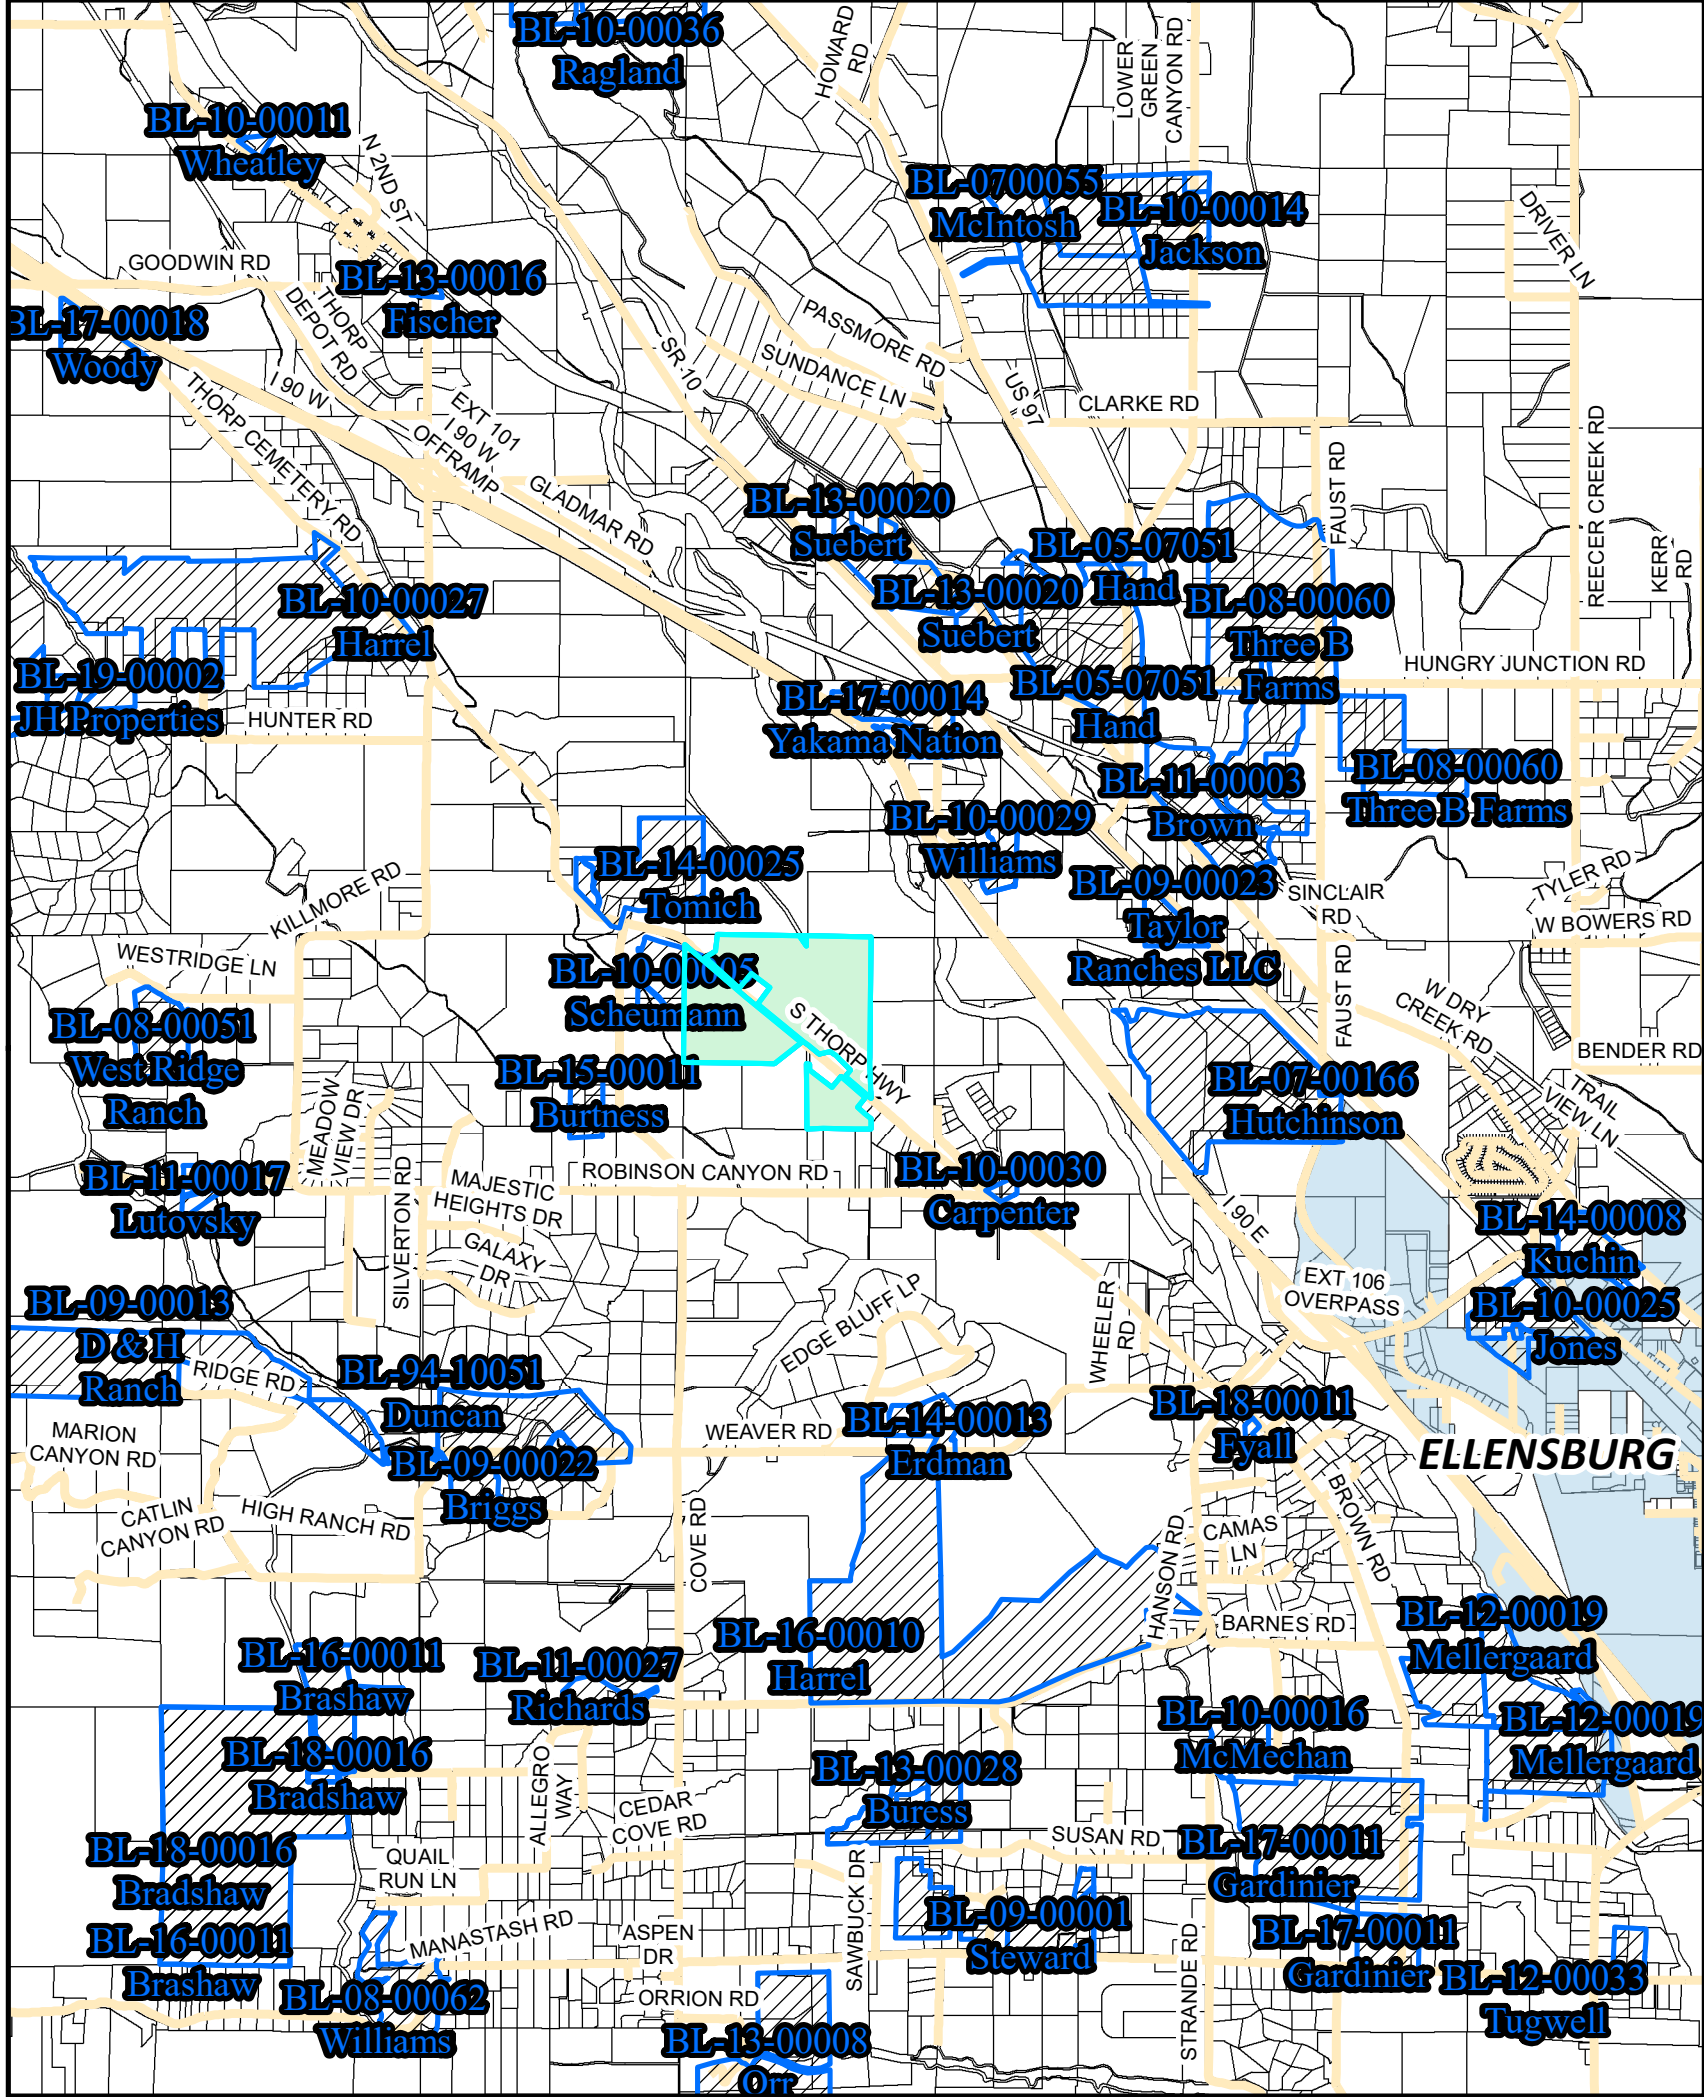 BL-10-00036
Ragland
HOWARD
RD
LOWER
GREEN
CANYON RD
BL-10-00011
Wheatley
N 2ND ST
BL-0700055
McIntosh
BL-10-00014
Jackson
DRIVER LN
GOODWIN RD
BL-13-00016
Fischer
THORP
DEPOT RD
BL-17-00018
Woody
PASSMORE RD
SUNDANCE LN
SR 10
US 97
CLARKE RD
I 90 W
THORP CEMETERY RD
EXT 101
I 90 W
OFFRAMP
GLADMAR RD
REECER CREEK RD
FAUST RD
KERR
RD
BL-13-00020
Suebert
BL-05-07051
Hand
BL-13-00020
Suebert
BL-08-00060
Three B
Farms
BL-10-00027
Harrel
HUNGRY JUNCTION RD
BL-19-00002
JH Properties
HUNTER RD
BL-17-00014
Yakama Nation
BL-05-07051
Hand
BL-11-00003
Brown
BL-08-00060
Three B Farms
BL-10-00029
Williams
BL-14-00025
Tomich
BL-09-00023
Taylor
Ranches LLC
SINCLAIR
RD
TYLER RD
W BOWERS RD
KILLMORE RD
WESTRIDGE LN
BL-10-00005
Scheumann
S THORP HWY
FAUST RD
W DRY
CREEK RD
BENDER RD
BL-08-00051
West Ridge
Ranch
BL-15-00011
Burtness
BL-07-00166
Hutchinson
TRAIL
VIEW LN
MEADOW
VIEW DR
BL-11-00017
Lutovsky
SILVERTON RD
MAJESTIC
HEIGHTS DR
ROBINSON CANYON RD
BL-10-00030
Carpenter
I 90 E
BL-14-00008
Kuchin
GALAXY
DR
EXT 106
OVERPASS
BL-10-00025
Jones
BL-09-00013
D & H
Ranch
RIDGE RD
EDGE BLUFF LP
WHEELER
RD
BL-94-10051
Duncan
MARION
CANYON RD
WEAVER RD
BL-14-00013
Erdman
BL-18-00011
Fyall
ELLENSBURG
BL-09-00022
Briggs
CATLIN
CANYON RD
HIGH RANCH RD
COVE RD
HANSON RD
CAMAS
LN
BROWN RD
BARNES RD
BL-12-00019
Mellergaard
BL-16-00011
Brashaw
BL-11-00027
Richards
BL-16-00010
Harrel
BL-10-00016
McMechan
BL-12-00019
Mellergaard
BL-18-00016
Bradshaw
ALLEGRO
WAY
CEDAR
COVE RD
BL-13-00028
Buress
SUSAN RD
BL-17-00011
Gardinier
BL-18-00016
Bradshaw
QUAIL
RUN LN
SAWBUCK DR
BL-09-00001
Steward
BL-16-00011
Brashaw
MANASTASH RD
ASPEN
DR
STRANDE RD
BL-17-00011
Gardinier
BL-12-00033
Tugwell
BL-08-00062
Williams
ORRION RD
BL-13-00008
Orr